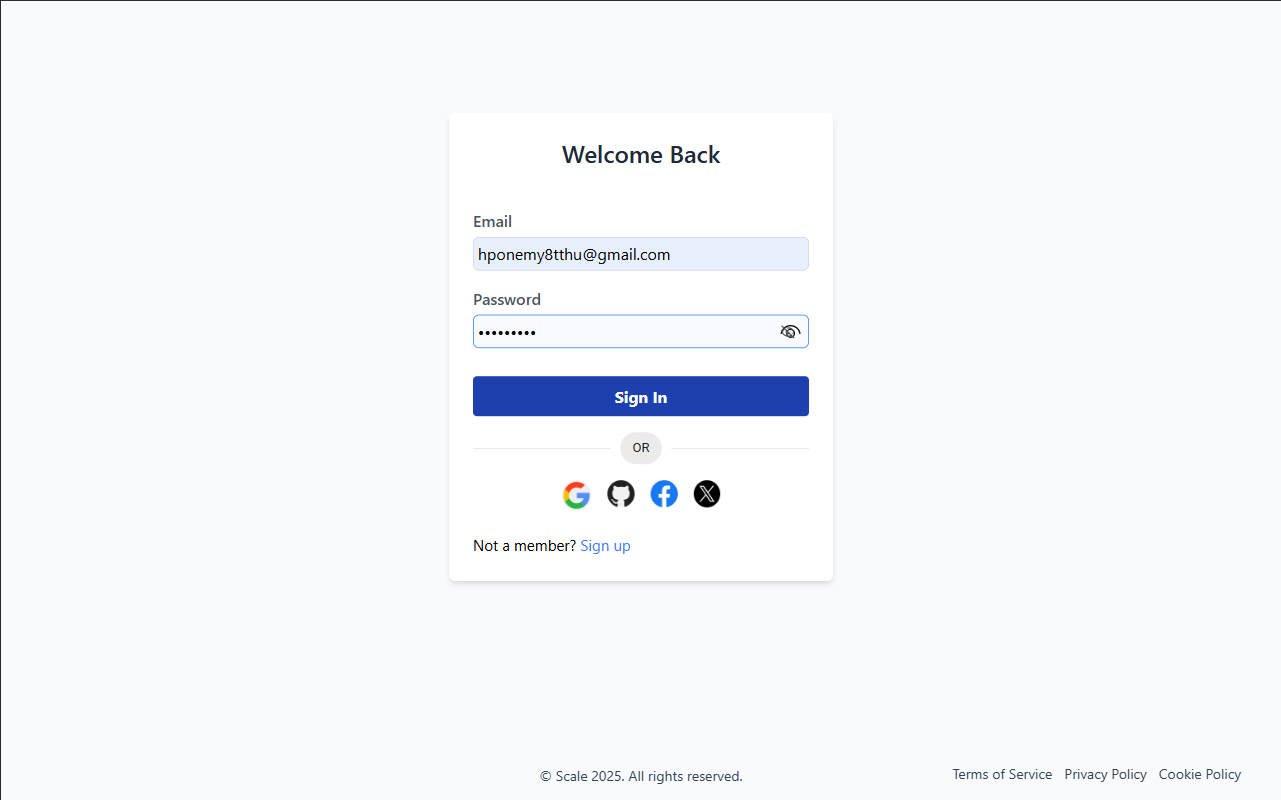 Welcome Back
Email
hponemy8tthu@gmail.com
Password
•••••••••
Sign In
OR
Not a member? Sign up
© Scale 2025. All rights reserved.
Terms of Service Privacy Policy Cookie Policy